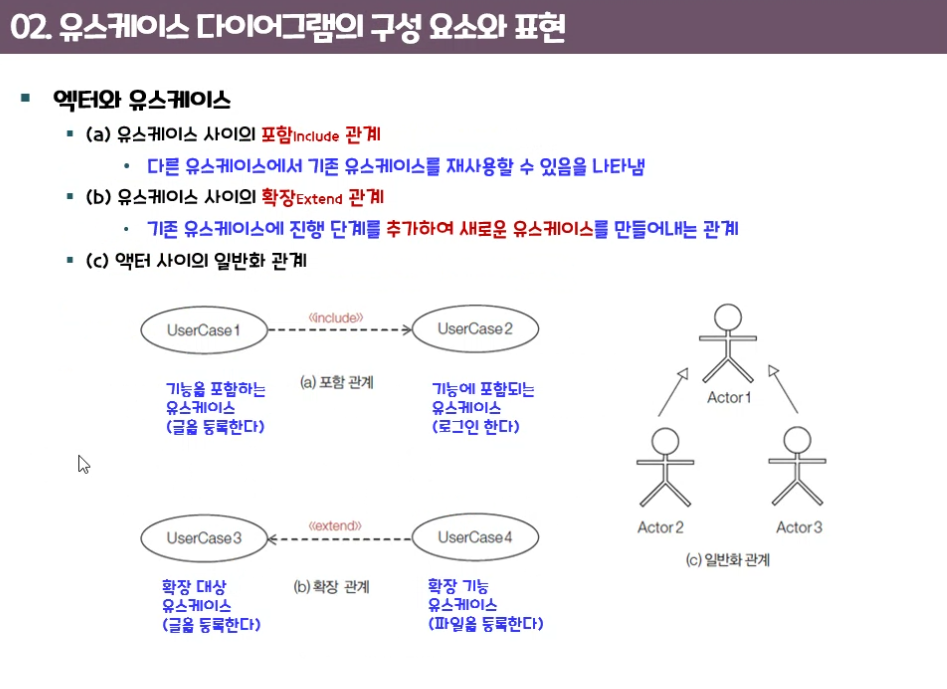 02. 유스케이스 다이어그램의 구성 요소와 표현
엑터와 유스케이스
(a) 유스케이스 사이의 포함Include 관계
다른 유스케이스에서 기존 유스케이스를 재사용할 수 있음을 나타냄
(b) 유스케이스 사이의 확장Extend 관계
기존 유스케이스에 진행 단계를 추가하여 새로운 유스케이스를 만들어내는 관계
(c) 액터 사이의 일반화 관계
UserCase1
《include》
UserCase2
(a) 포함 관계
기능을 포함하는
유스케이스
(글을 등록한다)
기능에 포함되는
유스케이스
(로그인 한다)
UserCase3
《extend》
UserCase4
(b) 확장 관계
확장 대상
유스케이스
(글을 등록한다)
확장 기능
유스케이스
(파일을 등록한다)
Actor1
Actor2
Actor3
(c) 일반화 관계